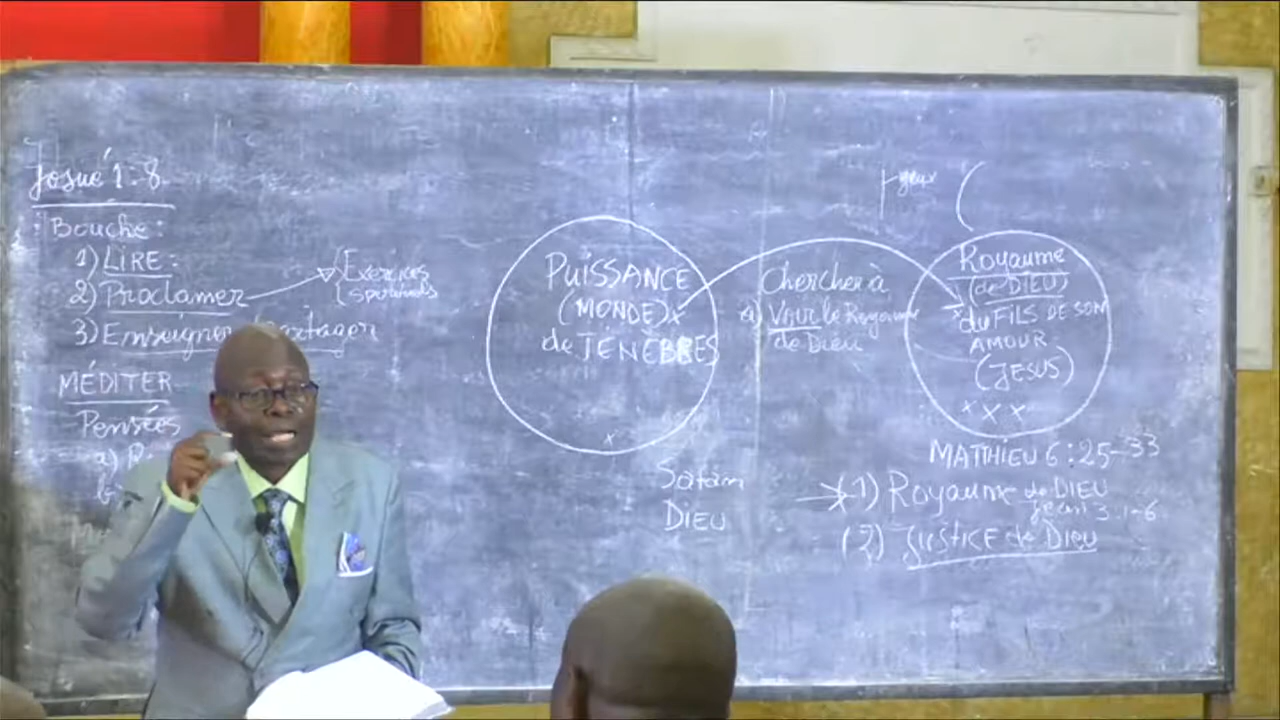 Josué 1:8
Bouche:
1) LIRE:
2) Proclamer
Exercices
spirituels
3) Enseigner / Partager
MÉDITER
Pensées
a)
PUISSANCE
(MONDE) x
de TÉNÈBRES
x
Satan
DIEU
Chercher à
a) Voir le Royaume
de Dieu
yeux
Royaume
(de DIEU)
x du FILS DE SON
AMOUR
(JESUS)
x x x
MATTHIEU 6:25-33
(1) Royaume de DIEU
Jean 3:1-6
(2) JUSTICE de Dieu